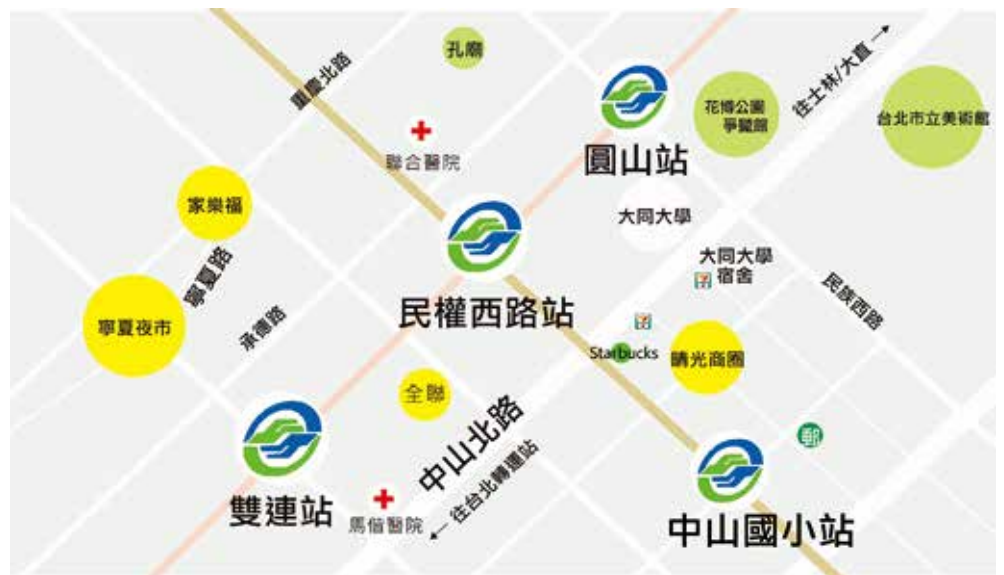 孔廟
重慶北路
往士林/大直
花博公園
爭豔館
台北市立美術館
聯合醫院
圓山站
家樂福
大同大學
寧夏路
大同大學
宿舍
民族西路
民權西路站
寧夏夜市
承德路
7
7
Starbucks
晴光商圈
全聯
中山北路
郵
往台北轉運站
雙連站
馬偕醫院
中山國小站